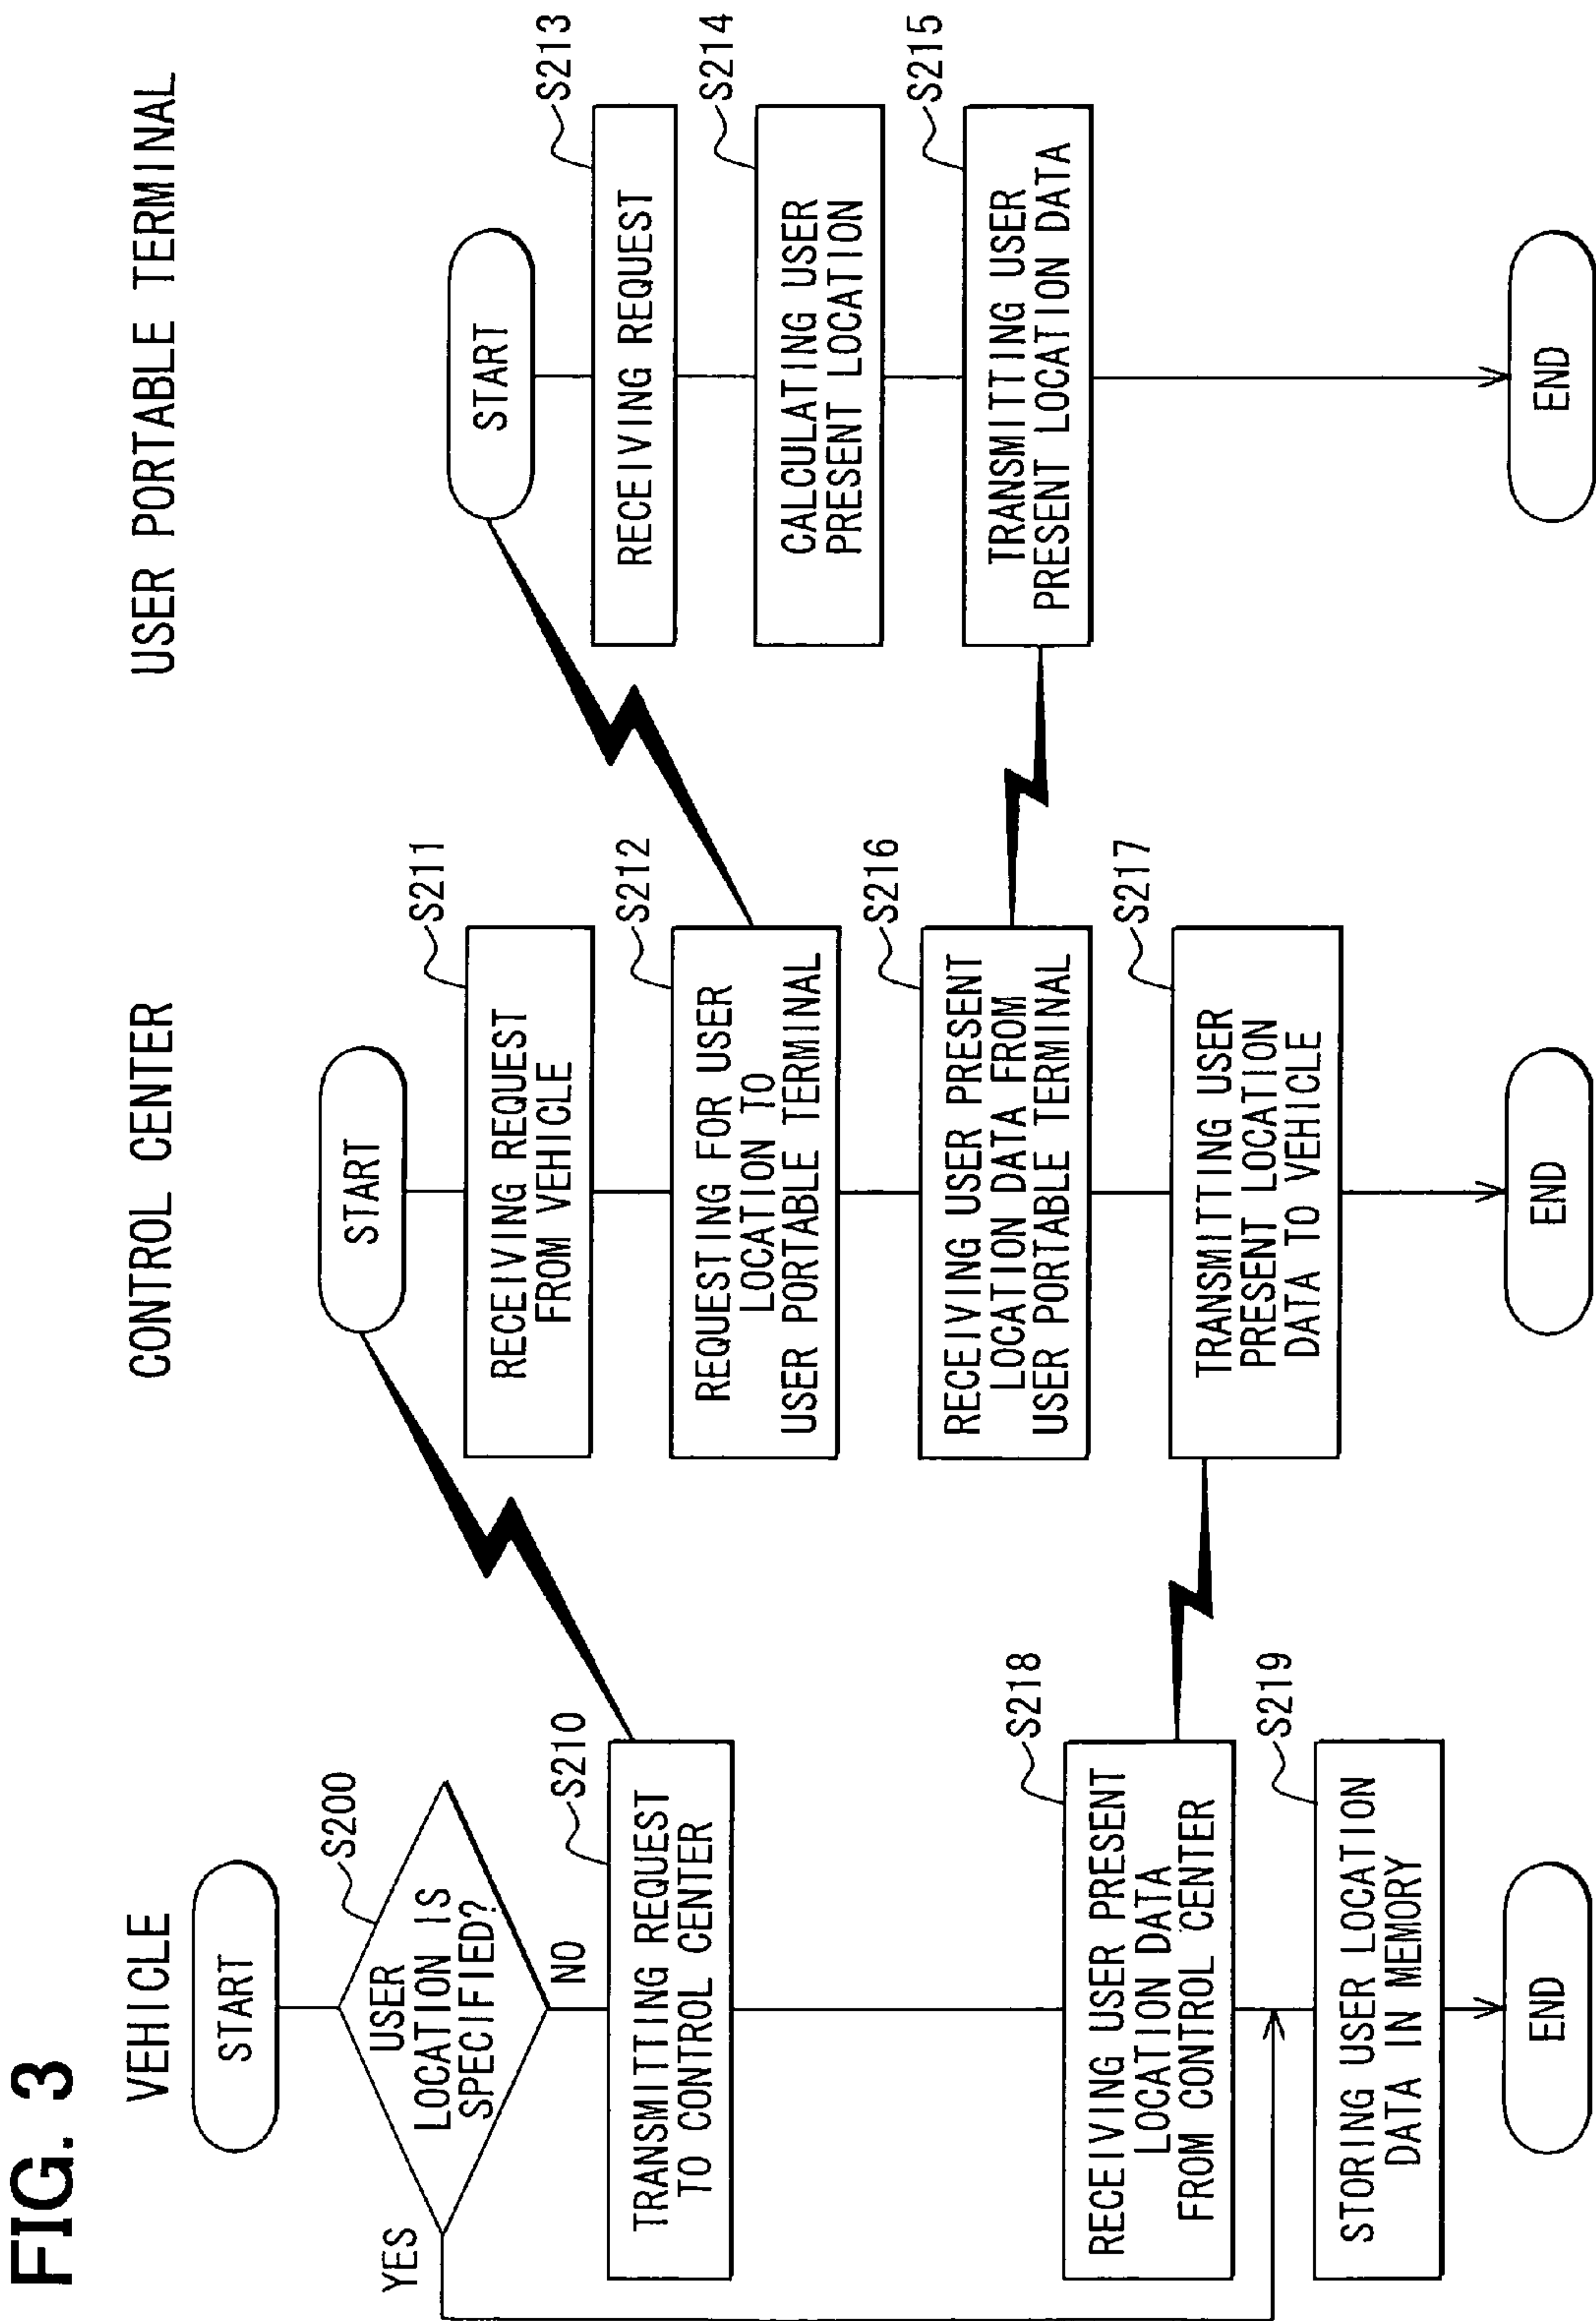 FIG. 3
VEHICLE
START
S200
USER
LOCATION IS
SPECIFIED?
YES
NO
S210
TRANSMITTING REQUEST
TO CONTROL CENTER
S218
RECEIVING USER PRESENT
LOCATION DATA
FROM CONTROL CENTER
S219
STORING USER LOCATION
DATA IN MEMORY
END
CONTROL CENTER
START
S211
RECEIVING REQUEST
FROM VEHICLE
S212
REQUESTING FOR USER
LOCATION TO
USER PORTABLE TERMINAL
S216
RECEIVING USER PRESENT
LOCATION DATA FROM
USER PORTABLE TERMINAL
S217
TRANSMITTING USER
PRESENT LOCATION
DATA TO VEHICLE
END
USER PORTABLE TERMINAL
START
S213
RECEIVING REQUEST
S214
CALCULATING USER
PRESENT LOCATION
S215
TRANSMITTING USER
PRESENT LOCATION DATA
END